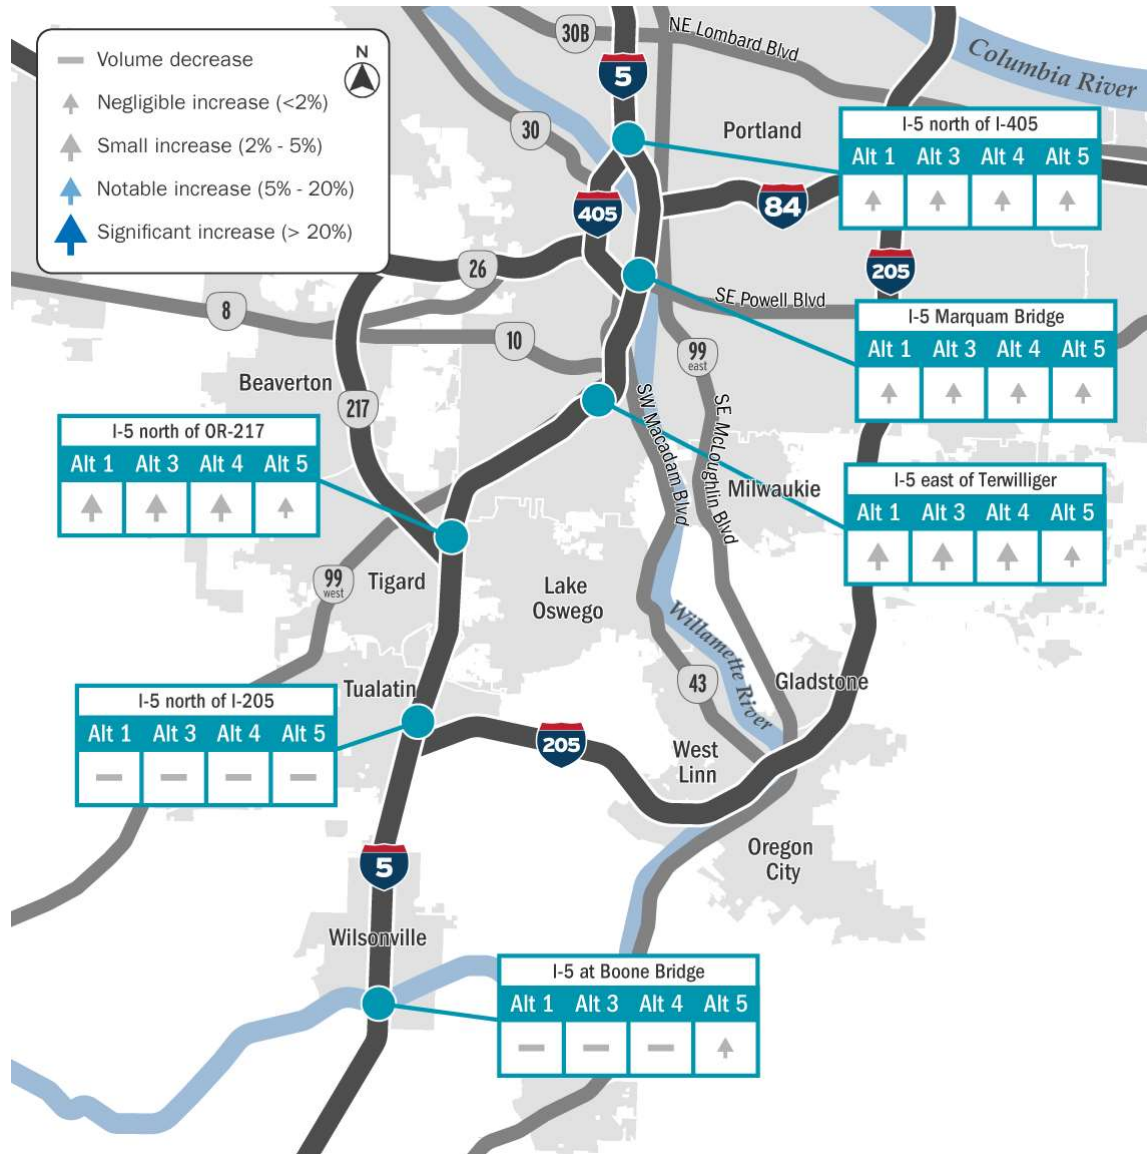 Volume decrease
Negligible increase (<2%)
Small increase (2% - 5%)
Notable increase (5% - 20%)
Significant increase (> 20%)
N
30B
NE Lombard Blvd
5
Columbia River
30
Portland
I-5 north of I-405
Alt 1 Alt 3 Alt 4 Alt 5
405
84
26
205
8
SE Powell Blvd
10
I-5 Marquam Bridge
Alt 1 Alt 3 Alt 4 Alt 5
99
east
Beaverton
217
SW Macadam Blvd
SE McLoughlin Blvd
I-5 north of OR-217
Alt 1 Alt 3 Alt 4 Alt 5
Milwaukie
I-5 east of Terwilliger
Alt 1 Alt 3 Alt 4 Alt 5
99
west
Tigard
Lake
Oswego
Willamette River
43
Gladstone
Tualatin
I-5 north of I-205
Alt 1 Alt 3 Alt 4 Alt 5
205
West
Linn
5
Oregon
City
Wilsonville
I-5 at Boone Bridge
Alt 1 Alt 3 Alt 4 Alt 5